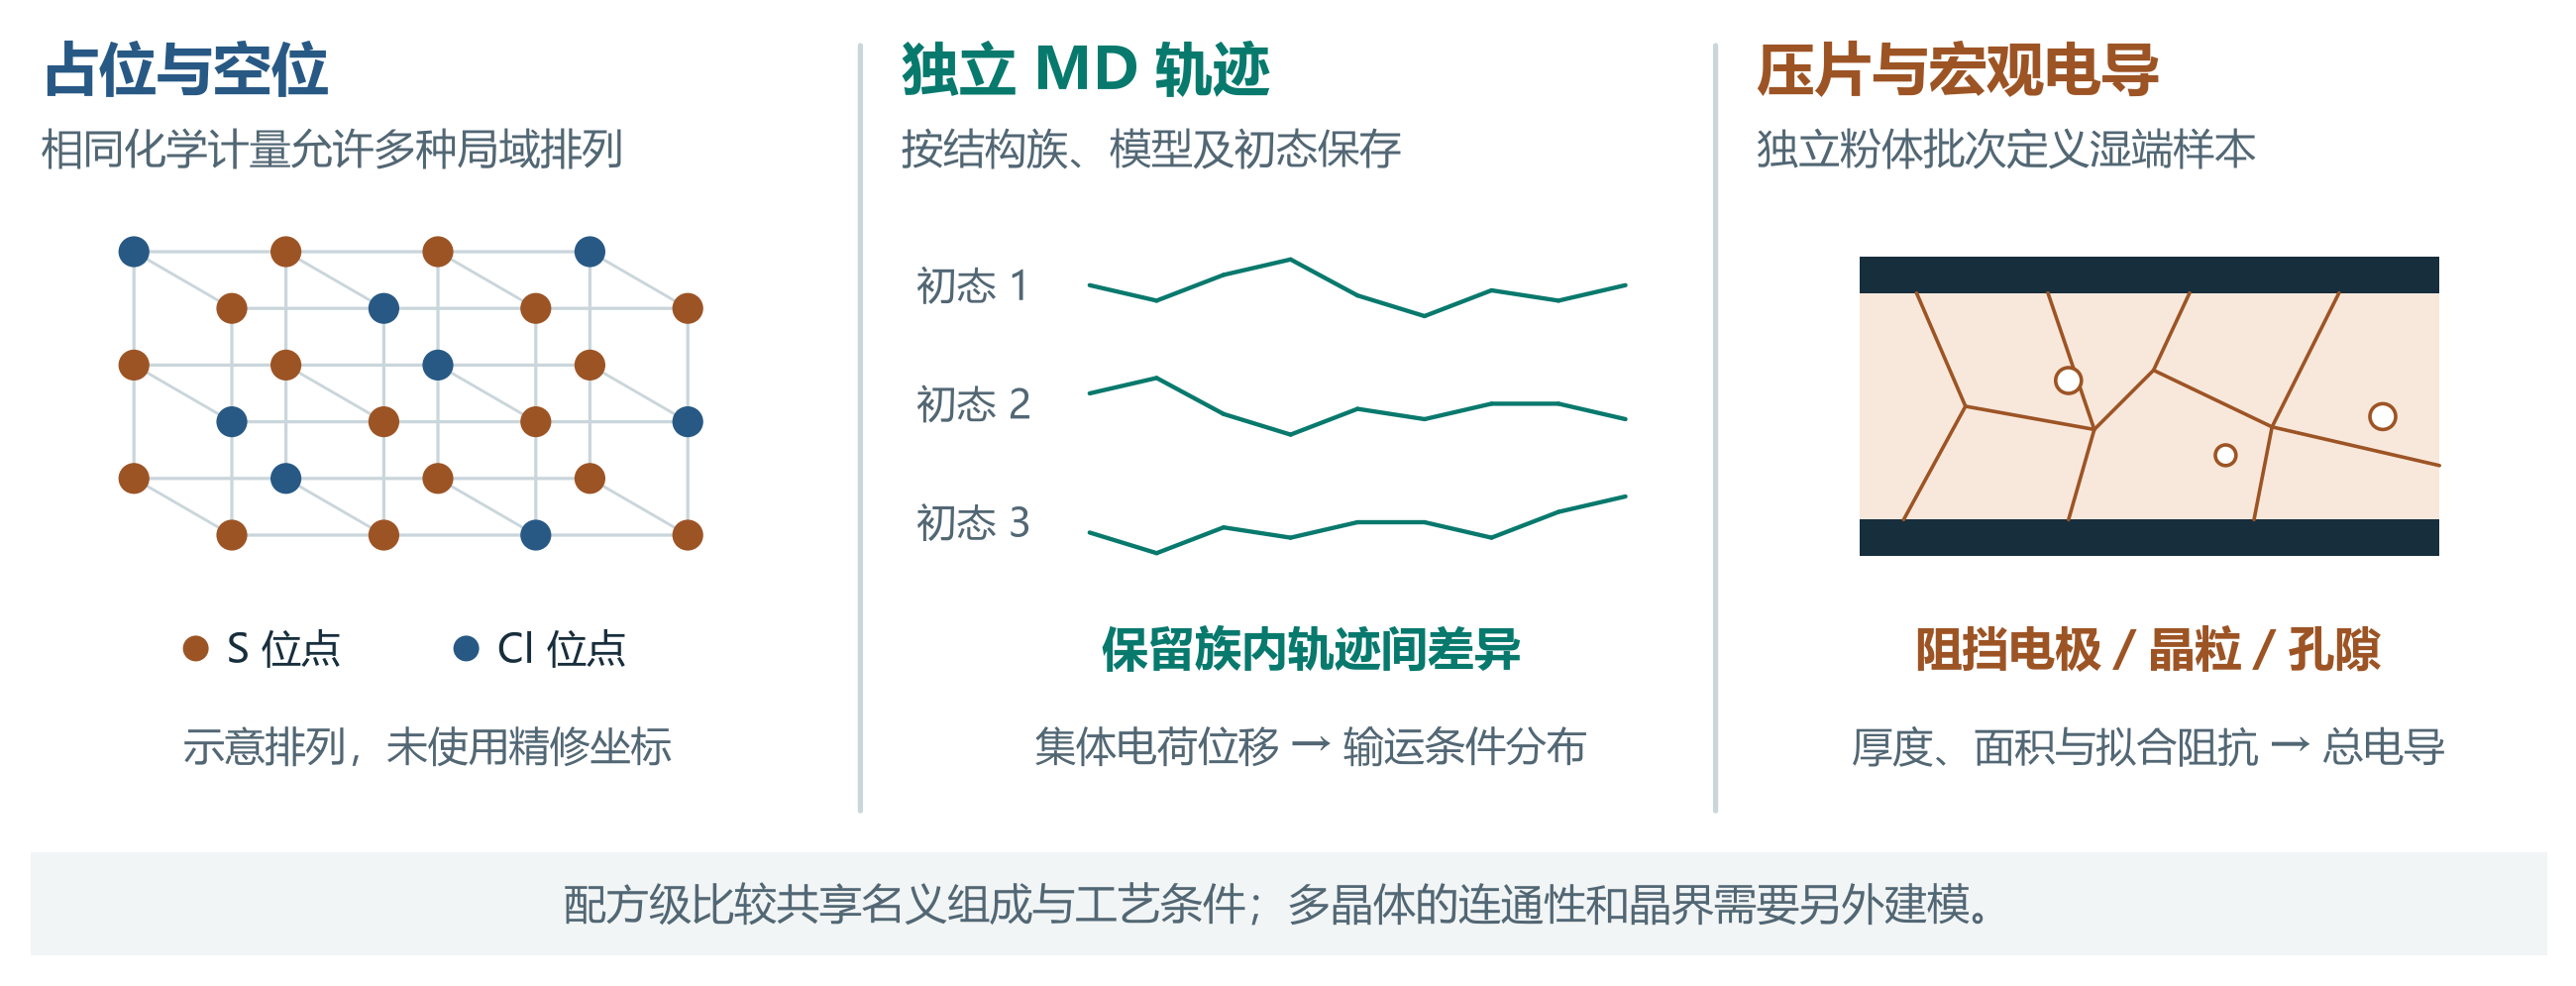 占位与空位
相同化学计量允许多种局域排列
S 位点
Cl 位点
示意排列，未使用精修坐标
独立 MD 轨迹
按结构族、模型及初态保存
初态 1
初态 2
初态 3
保留族内轨迹间差异
集体电荷位移 → 输运条件分布
压片与宏观电导
独立粉体批次定义湿端样本
阻挡电极 / 晶粒 / 孔隙
厚度、面积与拟合阻抗 → 总电导
配方级比较共享名义组成与工艺条件；多晶体的连通性和晶界需要另外建模。